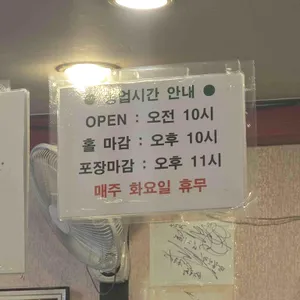 ● 영업시간 안내 ●
OPEN : 오전 10시
홀 마감 : 오후 10시
포장마감 : 오후 11시
매주 화요일 휴무